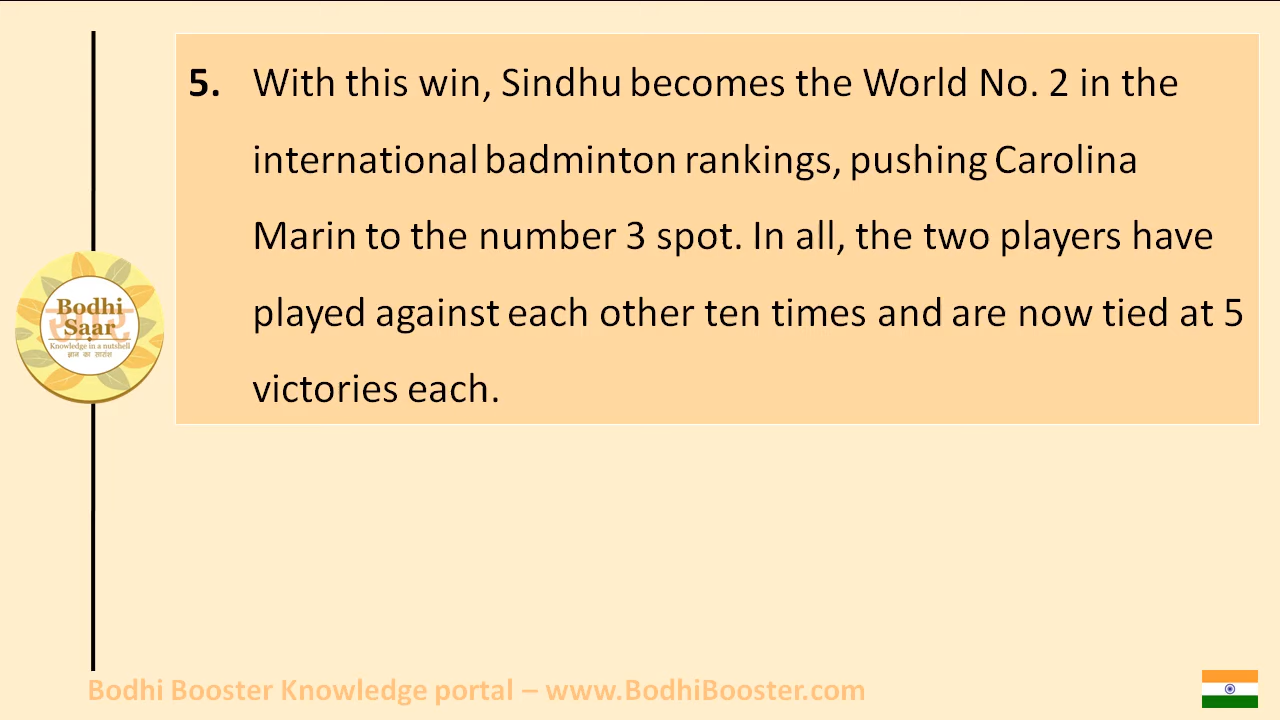 5. With this win, Sindhu becomes the World No. 2 in the
international badminton rankings, pushing Carolina
Marin to the number 3 spot. In all, the two players have
played against each other ten times and are now tied at 5
victories each.
Bodhi
Saar
Knowledge in a nutshell
ज्ञान का सारांश
Bodhi Booster Knowledge portal – www.BodhiBooster.com